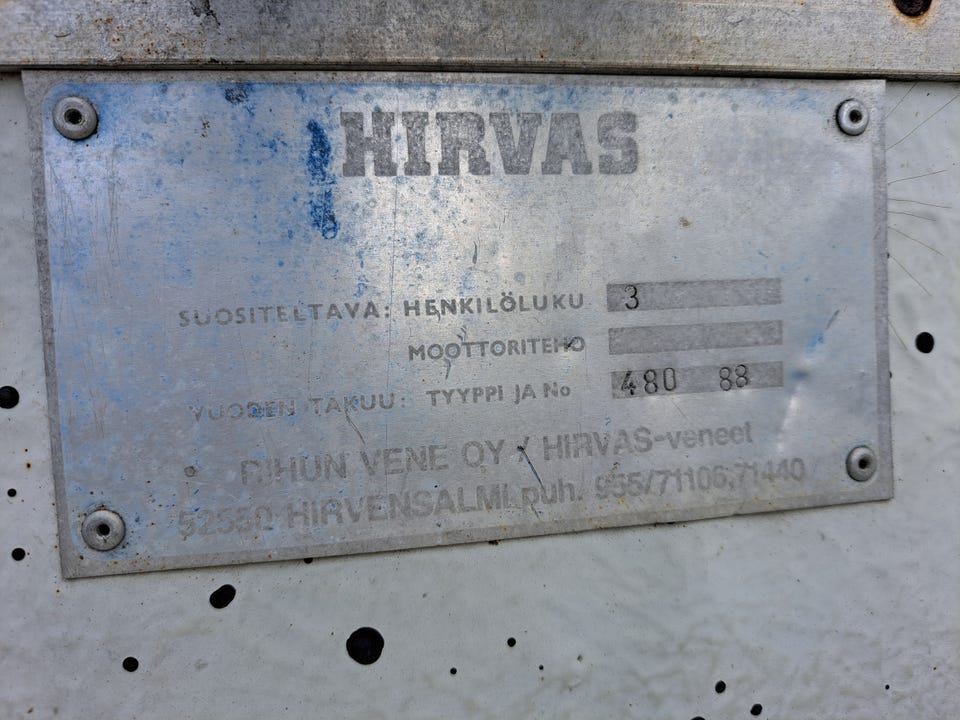 HIRVAS
SUOSITELTAVA: HENKILÖLUKU 3
MOOTTORITEHO
VUODEN TAKUU: TYYPPI JA No 480 88
RIHUN VENE OY / HIRVAS-veneet
52550 HIRVENSALMI, puh. 955/71106,71440